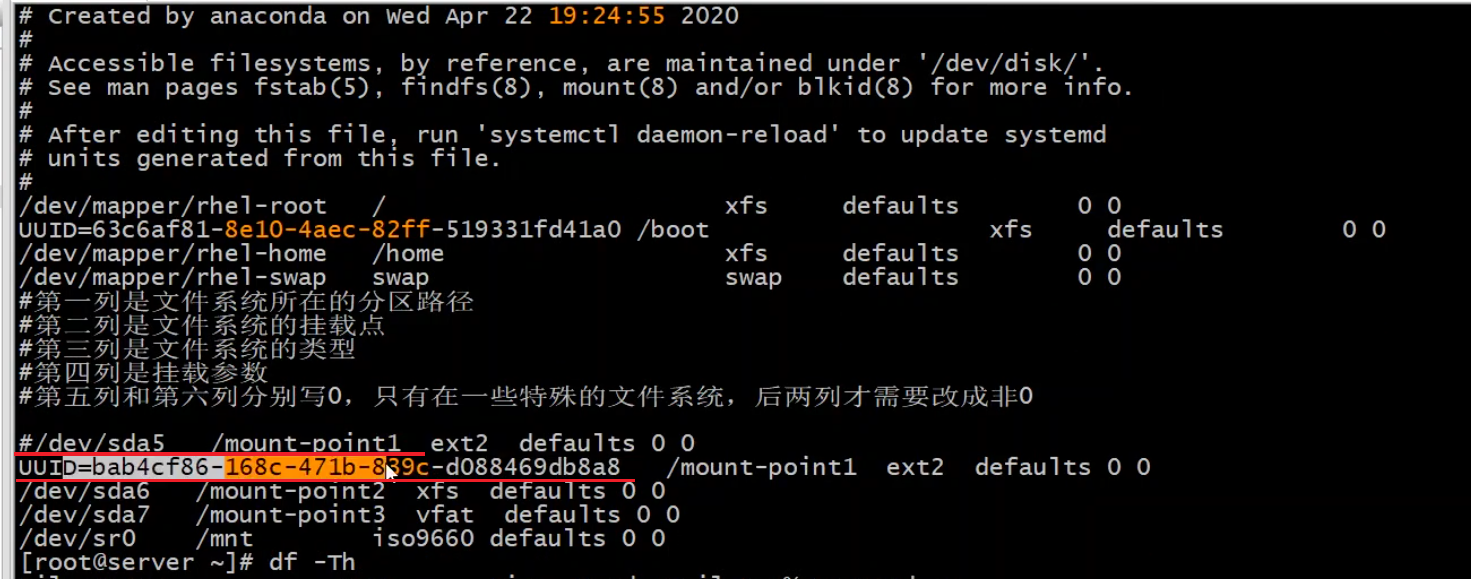 # Created by anaconda on Wed Apr 22 19:24:55 2020
#
# Accessible filesystems, by reference, are maintained under '/dev/disk/'.
# See man pages fstab(5), findfs(8), mount(8) and/or blkid(8) for more info.
#
# After editing this file, run 'systemctl daemon-reload' to update systemd
# units generated from this file.
#
/dev/mapper/rhel-root   /                       xfs     defaults        0 0
UUID=63c6af81-8e10-4aec-82ff-519331fd41a0 /boot                   xfs     defaults        0 0
/dev/mapper/rhel-home   /home                   xfs     defaults        0 0
/dev/mapper/rhel-swap   swap                    swap    defaults        0 0
#第一列是文件系统所在的分区路径
#第二列是文件系统的挂载点
#第三列是文件系统的类型
#第四列是挂载参数
#第五列和第六列分别写0，只有在一些特殊的文件系统，后两列才需要改成非0
#/dev/sda5   /mount-point1  ext2  defaults 0 0
UUID=bab4cf86-168c-471b-839c-d088469db8a8   /mount-point1  ext2  defaults 0 0
/dev/sda6   /mount-point2  xfs  defaults 0 0
/dev/sda7   /mount-point3  vfat  defaults 0 0
/dev/sr0    /mnt        iso9660 defaults 0 0
[root@server ~]# df -Th